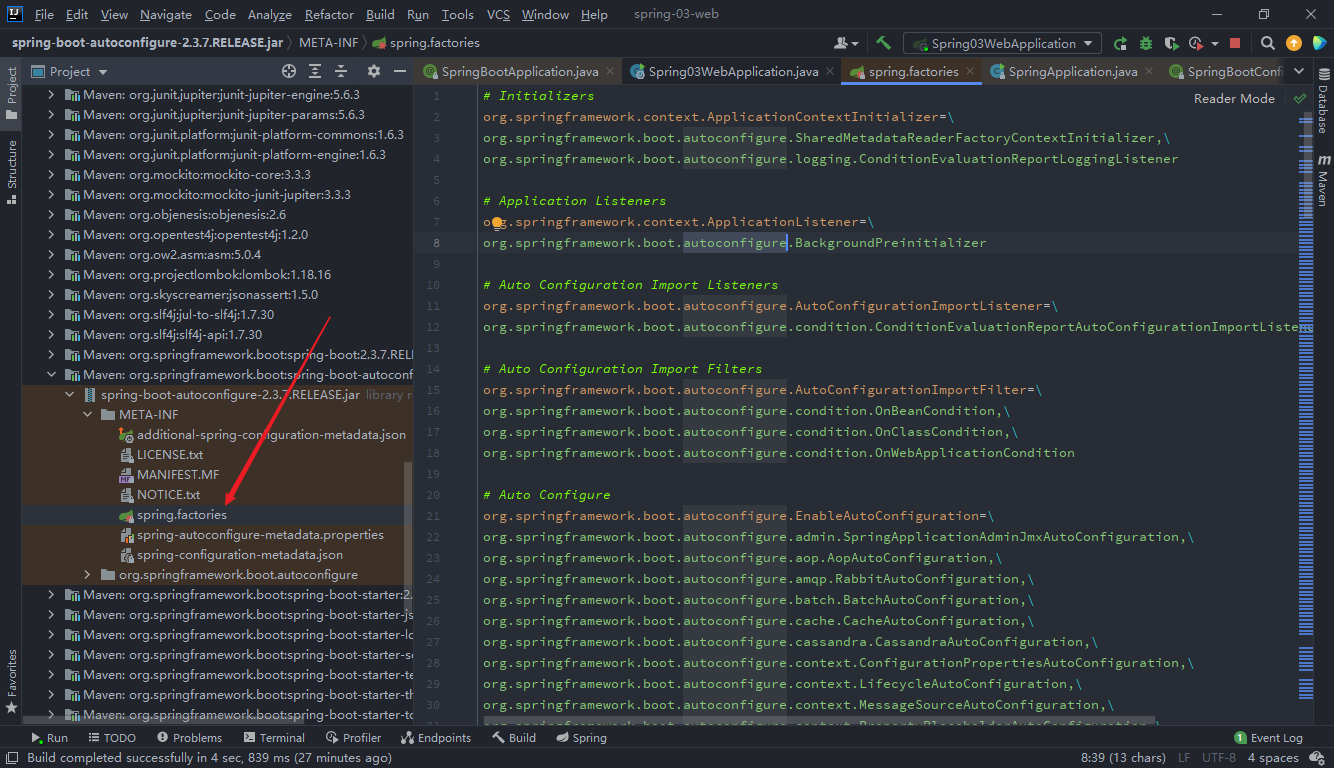 File Edit View Navigate Code Analyze Refactor Build Run Tools VCS Window Help spring-03-web
spring-boot-autoconfigure-2.3.7.RELEASE.jar META-INF spring.factories
Spring03WebApplication
Project
SpringBootApplication.java Spring03WebApplication.java spring.factories SpringApplication.java SpringBootConfi
Project
Structure
Favorites
Maven: org.junit.jupiter:junit-jupiter-engine:5.6.3
Maven: org.junit.jupiter:junit-jupiter-params:5.6.3
Maven: org.junit.platform:junit-platform-commons:1.6.3
Maven: org.junit.platform:junit-platform-engine:1.6.3
Maven: org.mockito:mockito-core:3.3.3
Maven: org.mockito:mockito-junit-jupiter:3.3.3
Maven: org.objenesis:objenesis:2.6
Maven: org.opentest4j:opentest4j:1.2.0
Maven: org.ow2.asm:asm:5.0.4
Maven: org.projectlombok:lombok:1.18.16
Maven: org.skyscreamer:jsonassert:1.5.0
Maven: org.slf4j:jul-to-slf4j:1.7.30
Maven: org.slf4j:slf4j-api:1.7.30
Maven: org.springframework.boot:spring-boot:2.3.7.RELE
Maven: org.springframework.boot:spring-boot-autoconf
spring-boot-autoconfigure-2.3.7.RELEASE.jar library r
META-INF
additional-spring-configuration-metadata.json
LICENSE.txt
MANIFEST.MF
NOTICE.txt
spring.factories
spring-autoconfigure-metadata.properties
spring-configuration-metadata.json
org.springframework.boot.autoconfigure
Maven: org.springframework.boot:spring-boot-starter:2.
Maven: org.springframework.boot:spring-boot-starter-js
Maven: org.springframework.boot:spring-boot-starter-lo
Maven: org.springframework.boot:spring-boot-starter-se
Maven: org.springframework.boot:spring-boot-starter-te
Maven: org.springframework.boot:spring-boot-starter-th
Maven: org.springframework.boot:spring-boot-starter-to
Reader Mode
1 # Initializers
2 org.springframework.context.ApplicationContextInitializer=\
3 org.springframework.boot.autoconfigure.SharedMetadataReaderFactoryContextInitializer,\
4 org.springframework.boot.autoconfigure.logging.ConditionEvaluationReportLoggingListener
5
6 # Application Listeners
7 org.springframework.context.ApplicationListener=\
8 org.springframework.boot.autoconfigure.BackgroundPreinitializer
9
10 # Auto Configuration Import Listeners
11 org.springframework.boot.autoconfigure.AutoConfigurationImportListener=\
12 org.springframework.boot.autoconfigure.condition.ConditionEvaluationReportAutoConfigurationImportListene
13
14 # Auto Configuration Import Filters
15 org.springframework.boot.autoconfigure.AutoConfigurationImportFilter=\
16 org.springframework.boot.autoconfigure.condition.OnBeanCondition,\
17 org.springframework.boot.autoconfigure.condition.OnClassCondition,\
18 org.springframework.boot.autoconfigure.condition.OnWebApplicationCondition
19
20 # Auto Configure
21 org.springframework.boot.autoconfigure.EnableAutoConfiguration=\
22 org.springframework.boot.autoconfigure.admin.SpringApplicationAdminJmxAutoConfiguration,\
23 org.springframework.boot.autoconfigure.aop.AopAutoConfiguration,\
24 org.springframework.boot.autoconfigure.amqp.RabbitAutoConfiguration,\
25 org.springframework.boot.autoconfigure.batch.BatchAutoConfiguration,\
26 org.springframework.boot.autoconfigure.cache.CacheAutoConfiguration,\
27 org.springframework.boot.autoconfigure.cassandra.CassandraAutoConfiguration,\
28 org.springframework.boot.autoconfigure.context.ConfigurationPropertiesAutoConfiguration,\
29 org.springframework.boot.autoconfigure.context.LifecycleAutoConfiguration,\
30 org.springframework.boot.autoconfigure.context.MessageSourceAutoConfiguration,\
Database
Maven
Run TODO Problems Terminal Profiler Endpoints Build Spring 1 Event Log
Build completed successfully in 4 sec, 839 ms (27 minutes ago) 8:39 (13 chars) LF UTF-8 4 spaces